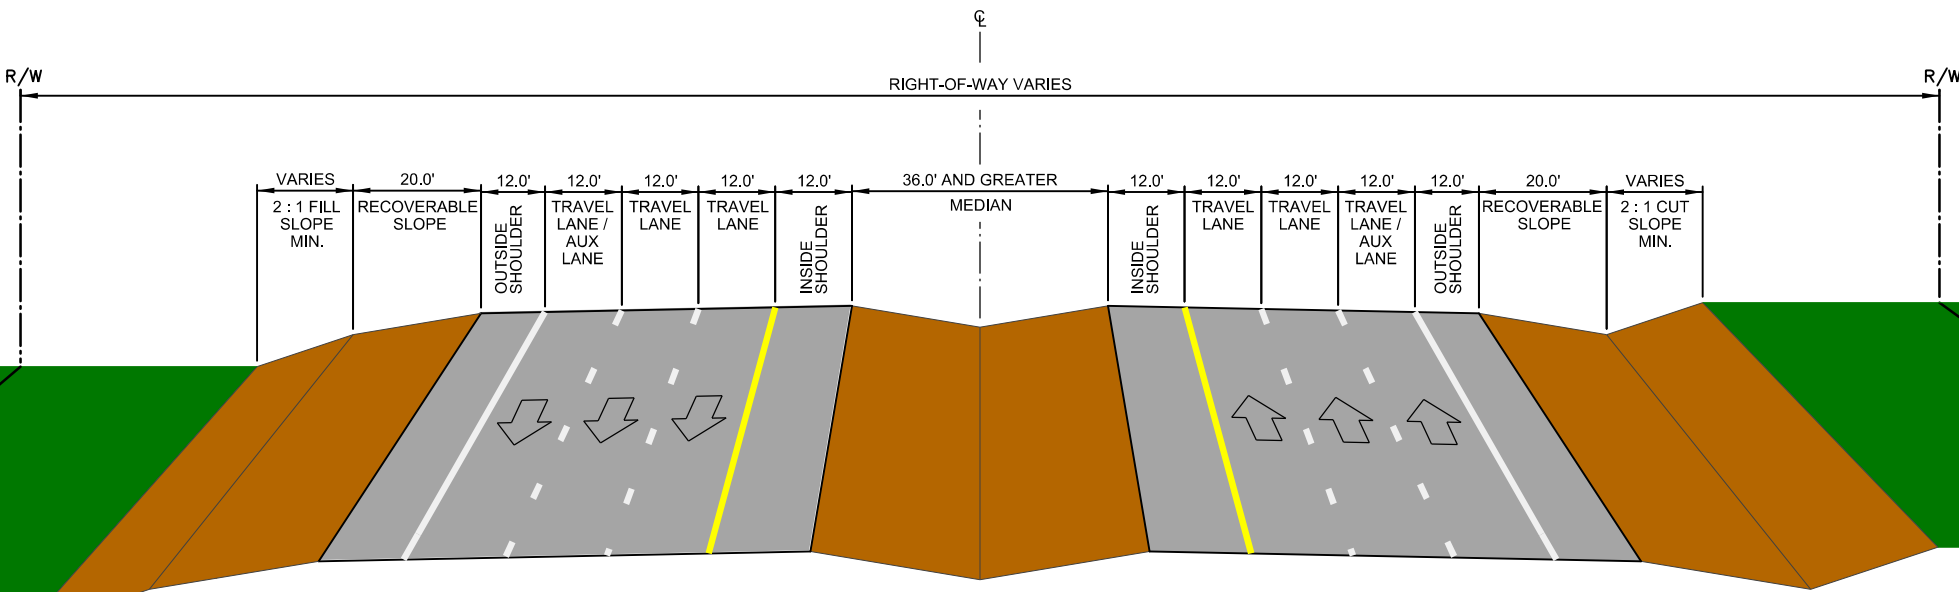 ℄
R/W
R/W
RIGHT-OF-WAY VARIES
VARIES
20.0'
12.0'
12.0'
12.0'
12.0'
12.0'
36.0' AND GREATER
12.0'
12.0'
12.0'
12.0'
12.0'
20.0'
VARIES
2 : 1 FILL
SLOPE
MIN.
RECOVERABLE
SLOPE
OUTSIDE
SHOULDER
TRAVEL
LANE /
AUX
LANE
TRAVEL
LANE
TRAVEL
LANE
INSIDE
SHOULDER
MEDIAN
INSIDE
SHOULDER
TRAVEL
LANE
TRAVEL
LANE
TRAVEL
LANE /
AUX
LANE
OUTSIDE
SHOULDER
RECOVERABLE
SLOPE
2 : 1 CUT
SLOPE
MIN.